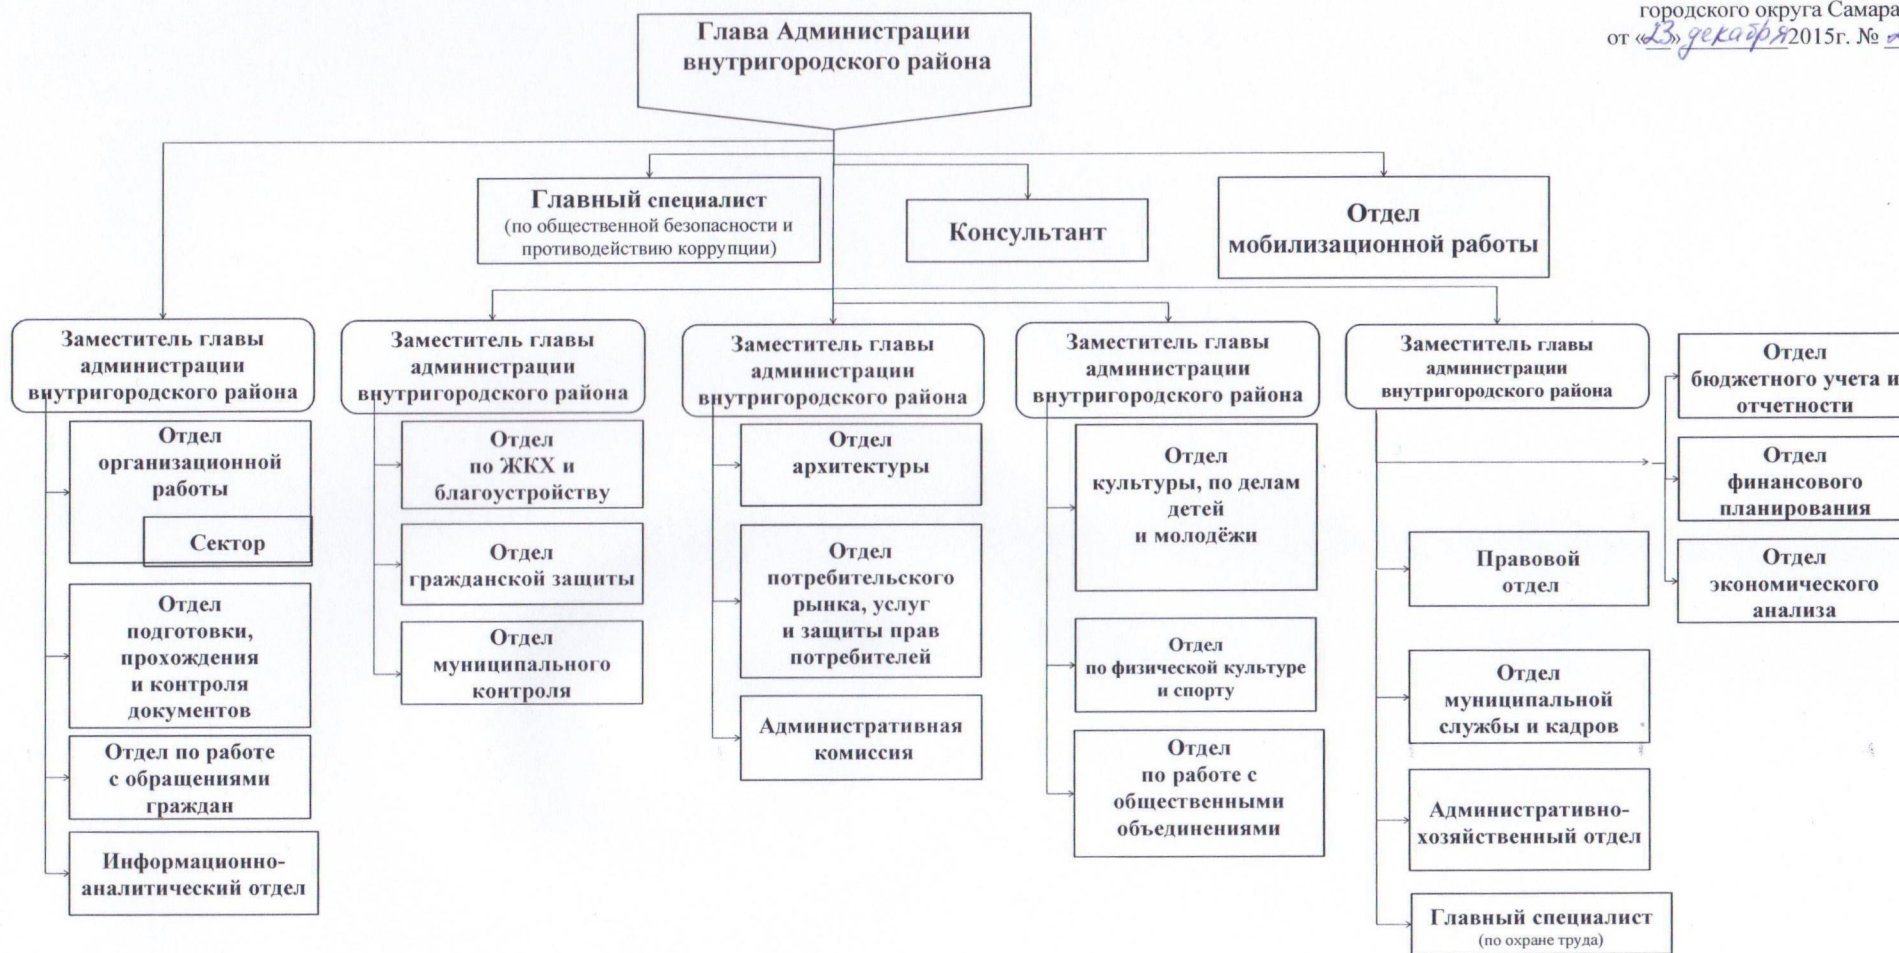 городского округа Самара
от «23» декабря 2015г. №
Глава Администрации
внутригородского района
Главный специалист
(по общественной безопасности и
противодействию коррупции)
Консультант
Отдел
мобилизационной работы
Заместитель главы
администрации
внутригородского района
Отдел
организационной
работы
Сектор
Отдел
подготовки,
прохождения
и контроля
документов
Отдел по работе
с обращениями
граждан
Информационно-
аналитический отдел
Заместитель главы
администрации
внутригородского района
Отдел
по ЖКХ и
благоустройству
Отдел
гражданской защиты
Отдел
муниципального
контроля
Заместитель главы
администрации
внутригородского района
Отдел
архитектуры
Отдел
потребительского
рынка, услуг
и защиты прав
потребителей
Административная
комиссия
Заместитель главы
администрации
внутригородского района
Отдел
культуры, по делам
детей
и молодёжи
Отдел
по физической культуре
и спорту
Отдел
по работе с
общественными
объединениями
Заместитель главы
администрации
внутригородского района
Отдел
бюджетного учета и
отчетности
Отдел
финансового
планирования
Отдел
экономического
анализа
Правовой
отдел
Отдел
муниципальной
службы и кадров
Административно-
хозяйственный отдел
Главный специалист
(по охране труда)